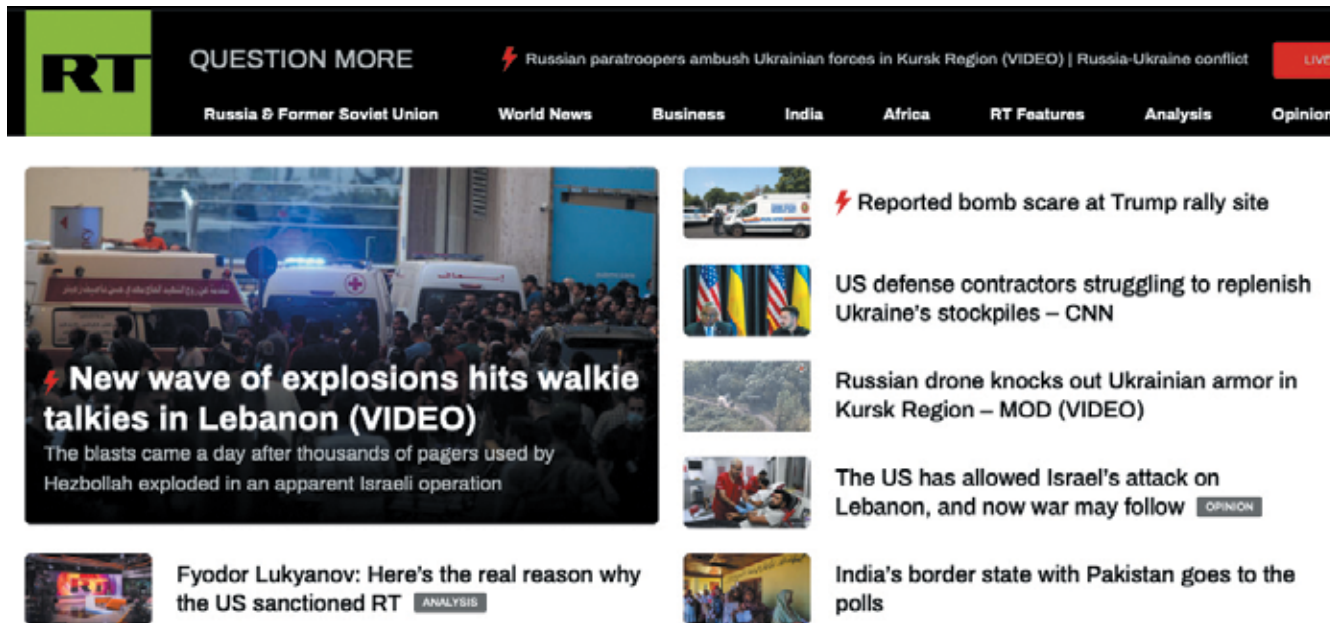 RT
QUESTION MORE
Russian paratroopers ambush Ukrainian forces in Kursk Region (VIDEO) | Russia-Ukraine conflict
LIVE
Russia & Former Soviet Union
World News
Business
India
Africa
RT Features
Analysis
Opinion
New wave of explosions hits walkie
talkies in Lebanon (VIDEO)
The blasts came a day after thousands of pagers used by
Hezbollah exploded in an apparent Israeli operation
Fyodor Lukyanov: Here's the real reason why
the US sanctioned RT ANALYSIS
Reported bomb scare at Trump rally site
US defense contractors struggling to replenish
Ukraine's stockpiles – CNN
Russian drone knocks out Ukrainian armor in
Kursk Region – MOD (VIDEO)
The US has allowed Israel's attack on
Lebanon, and now war may follow OPINION
India's border state with Pakistan goes to the
polls